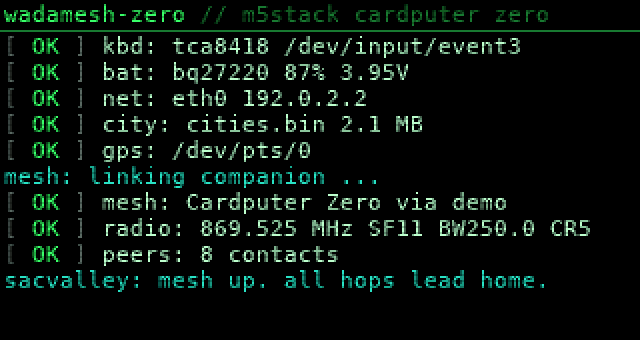 wadamesh-zero // m5stack cardputer zero
[ OK ] kbd: tca8418 /dev/input/event3
[ OK ] bat: bq27220 87% 3.95V
[ OK ] net: eth0 192.0.2.2
[ OK ] city: cities.bin 2.1 MB
[ OK ] gps: /dev/pts/0
mesh: linking companion ...
[ OK ] mesh: Cardputer Zero via demo
[ OK ] radio: 869.525 MHz SF11 BW250.0 CR5
[ OK ] peers: 8 contacts
sacvalley: mesh up. all hops lead home.